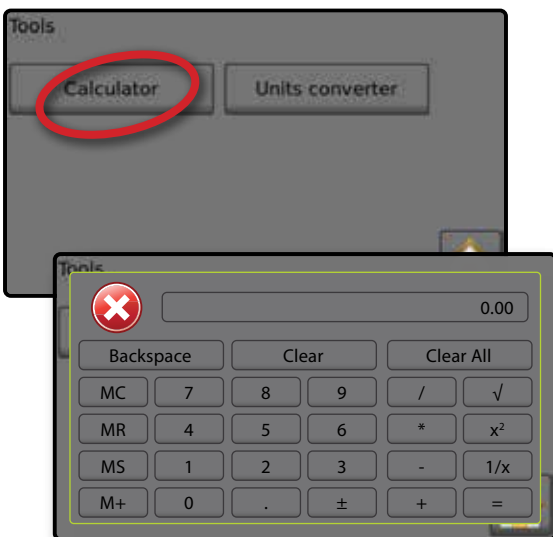 Tools
Calculator Units converter
Tools
0.00
Backspace Clear Clear All
MC 7 8 9 / √
MR 4 5 6 * x²
MS 1 2 3 - 1/x
M+ 0 . ± + =